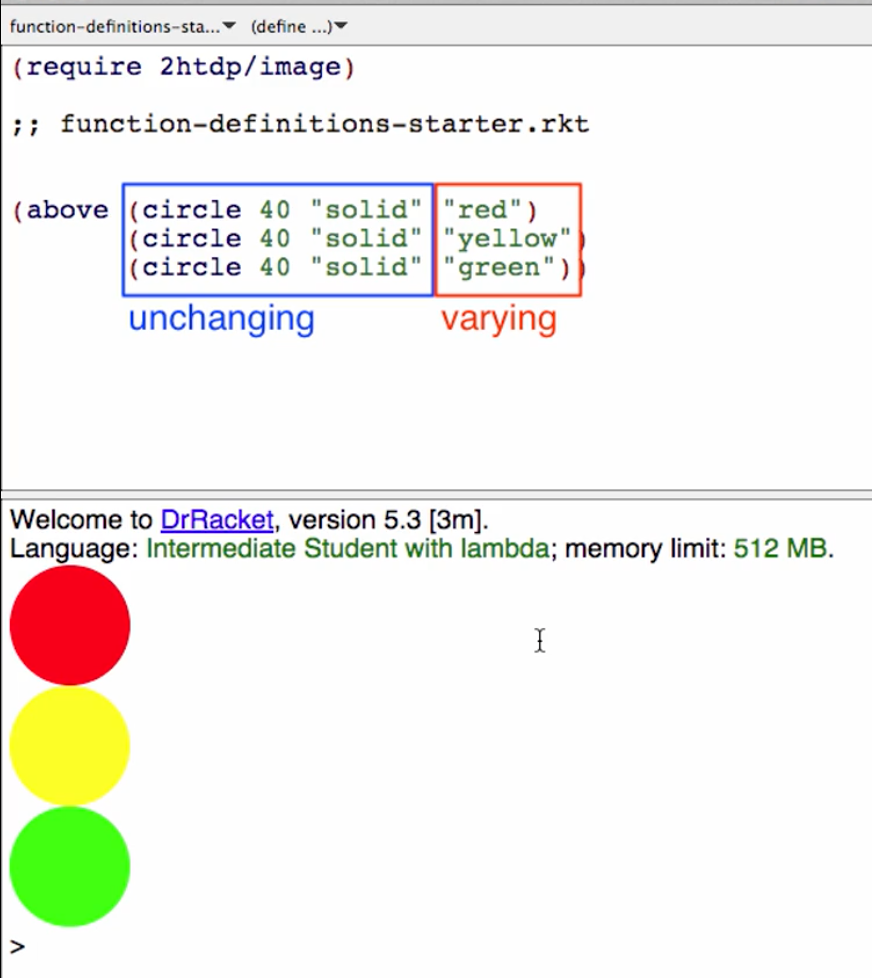 function-definitions-sta... (define ...)
(require 2htdp/image)
;; function-definitions-starter.rkt
(above (circle 40 "solid" "red")
(circle 40 "solid" "yellow")
(circle 40 "solid" "green"))
unchanging varying
Welcome to DrRacket, version 5.3 [3m].
Language: Intermediate Student with lambda; memory limit: 512 MB.
>